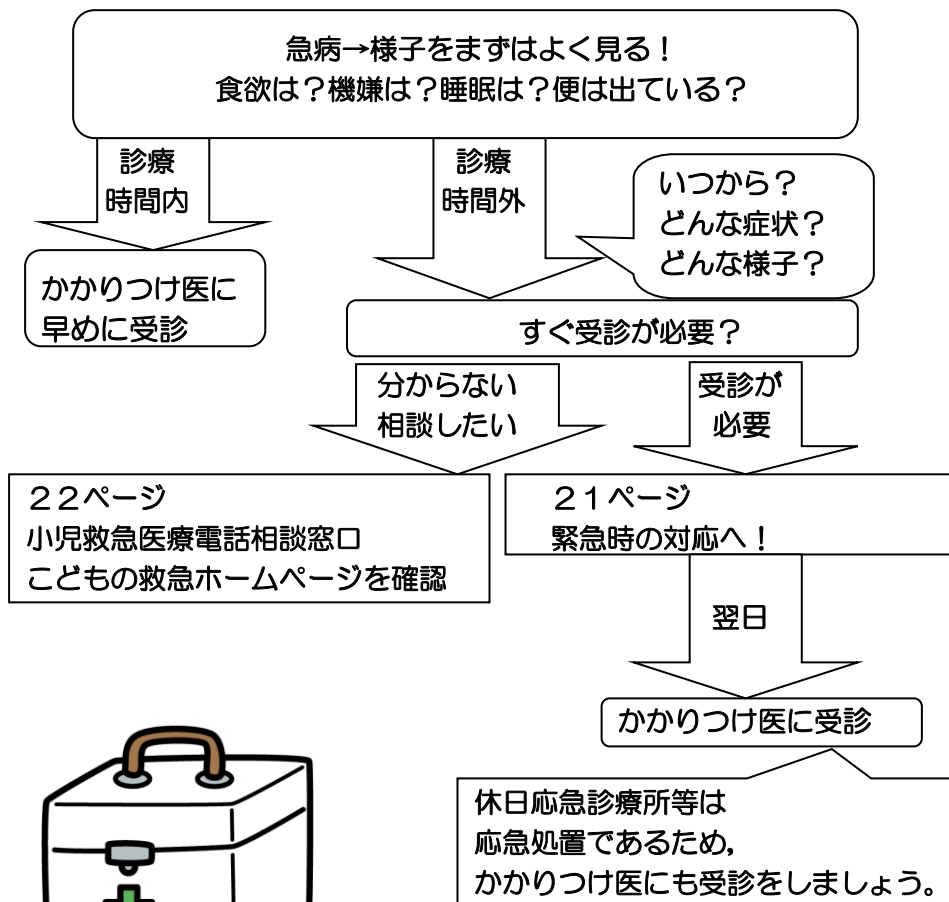 急病→様子をまずはよく見る！
食欲は？機嫌は？睡眠は？便は出ている？
診療
時間内
診療
時間外
いつから？
どんな症状？
どんな様子？
かかりつけ医に
早めに受診
すぐ受診が必要？
分からない
相談したい
受診が
必要
２２ページ
小児救急医療電話相談窓口
こどもの救急ホームページを確認
２１ページ
緊急時の対応へ！
翌日
かかりつけ医に受診
休日応急診療所等は
応急処置であるため，
かかりつけ医にも受診をしましょう。